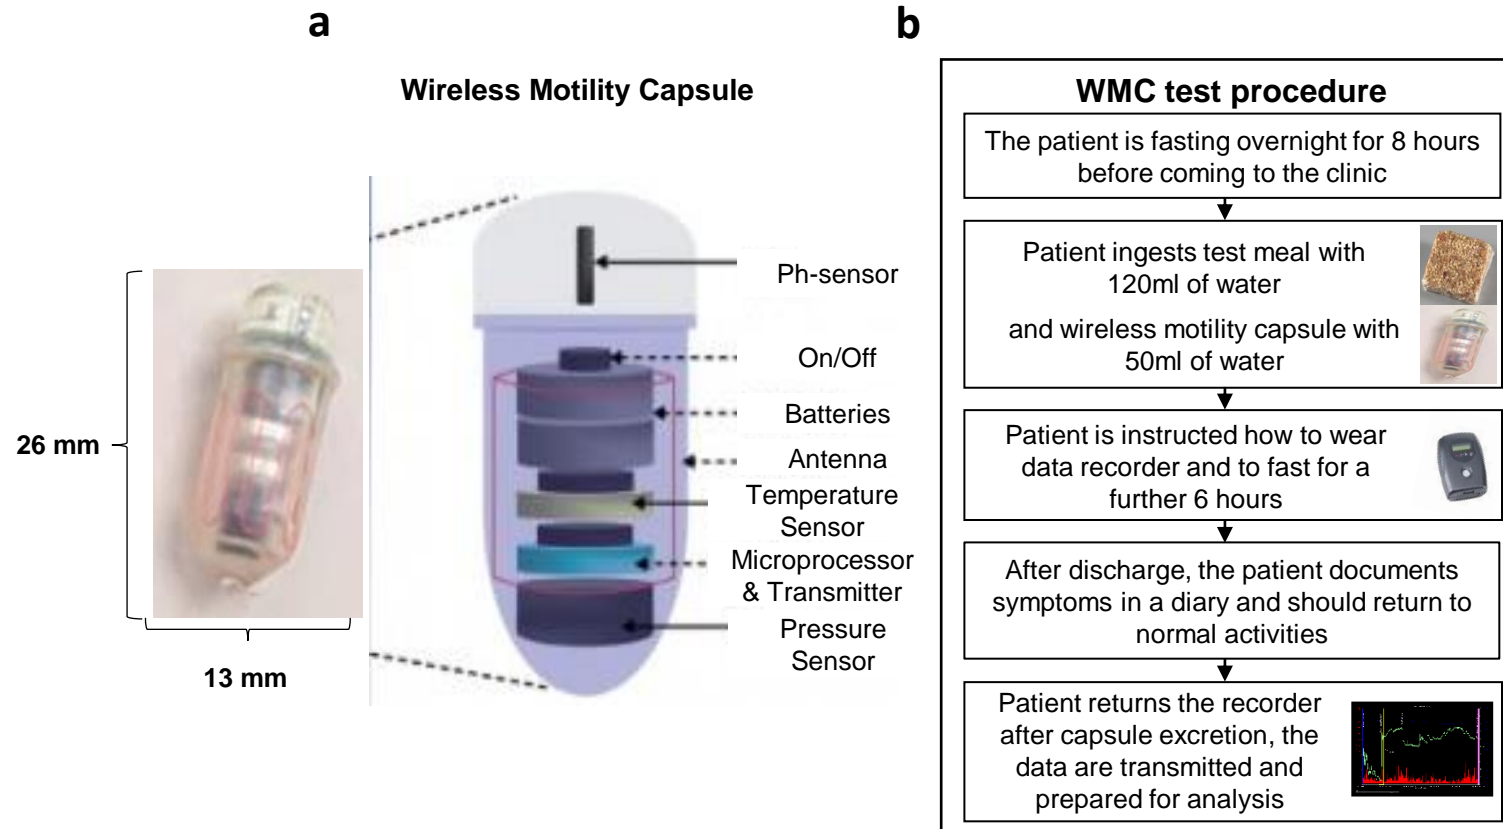 a
Wireless Motility Capsule
26 mm
13 mm
Ph-sensor
On/Off
Batteries
Antenna
Temperature
Sensor
Microprocessor
& Transmitter
Pressure
Sensor
b
WMC test procedure
The patient is fasting overnight for 8 hours
before coming to the clinic
Patient ingests test meal with
120ml of water
and wireless motility capsule with
50ml of water
Patient is instructed how to wear
data recorder and to fast for a
further 6 hours
After discharge, the patient documents
symptoms in a diary and should return to
normal activities
Patient returns the recorder
after capsule excretion, the
data are transmitted and
prepared for analysis